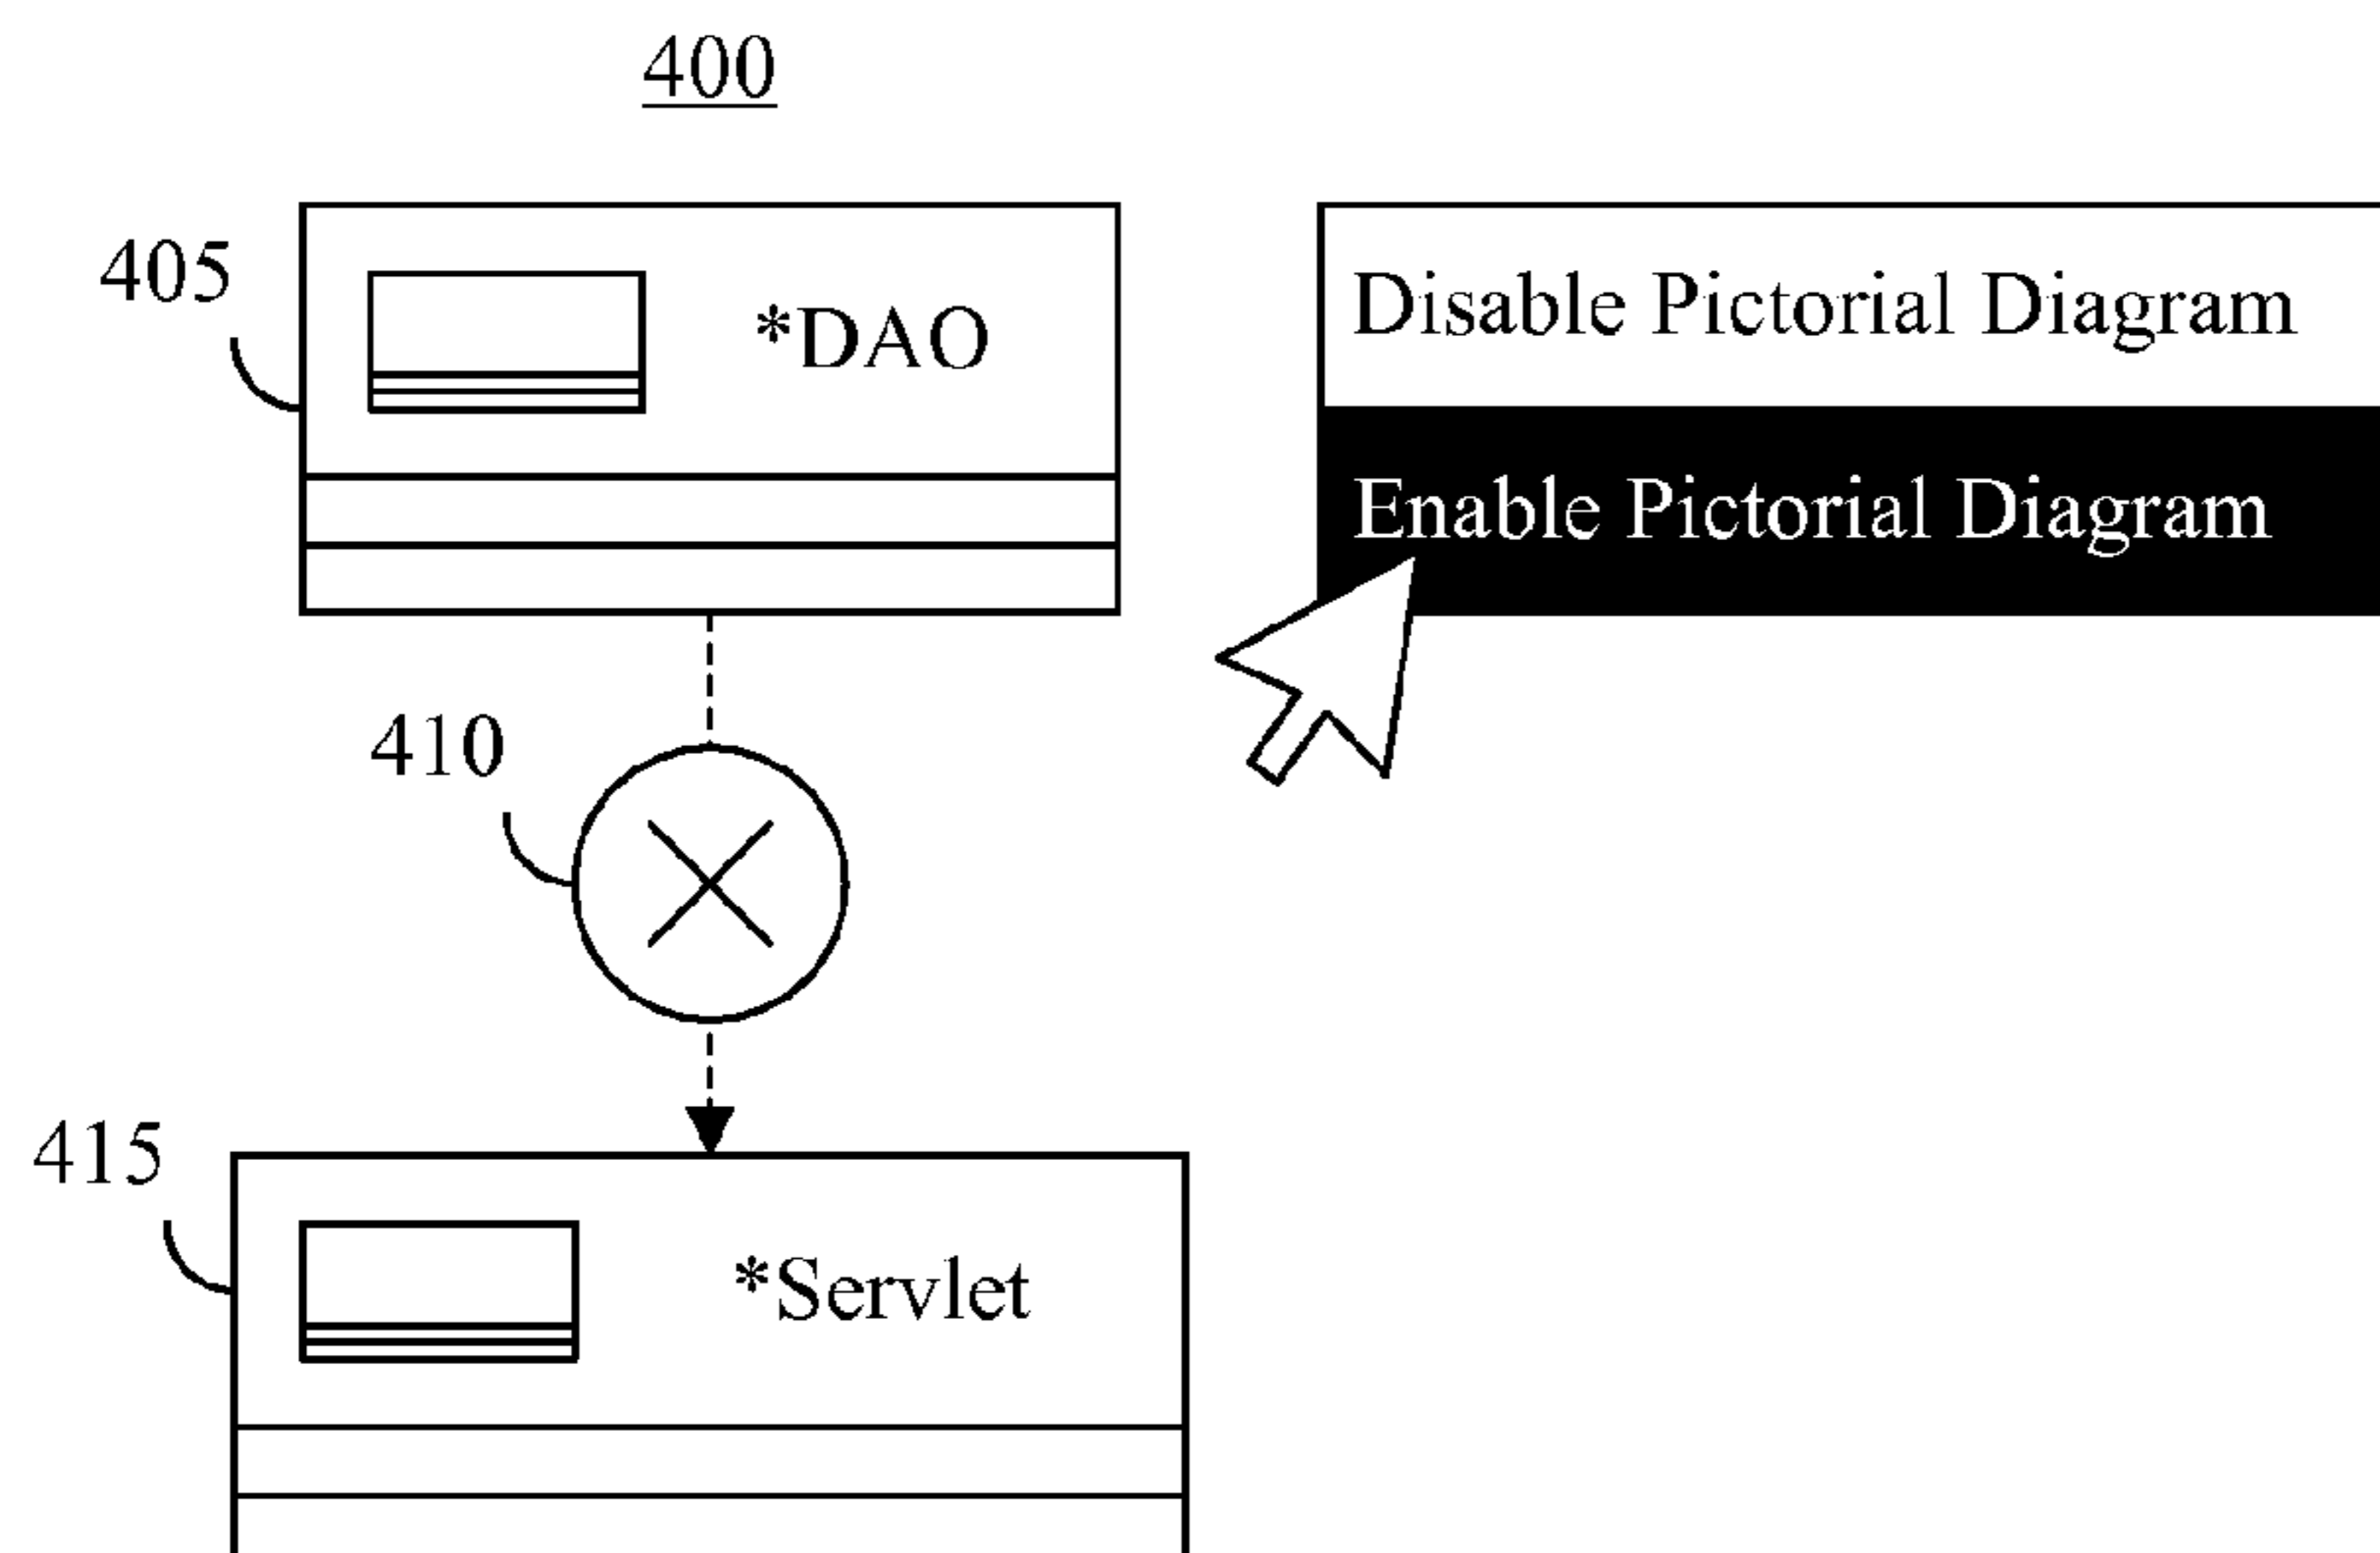 400
405
*DAO
Disable Pictorial Diagram
Enable Pictorial Diagram
410
415
*Servlet